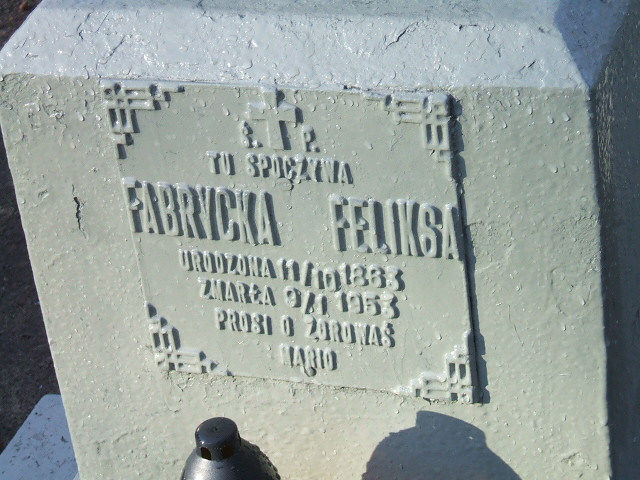 Ś. P.
TU SPOCZYWA
FABRYCKA FELIKSA
URODZONA 11/10 1863
ZMARŁA 9/1 1953
PROSI O ZDROWAŚ
MARIO